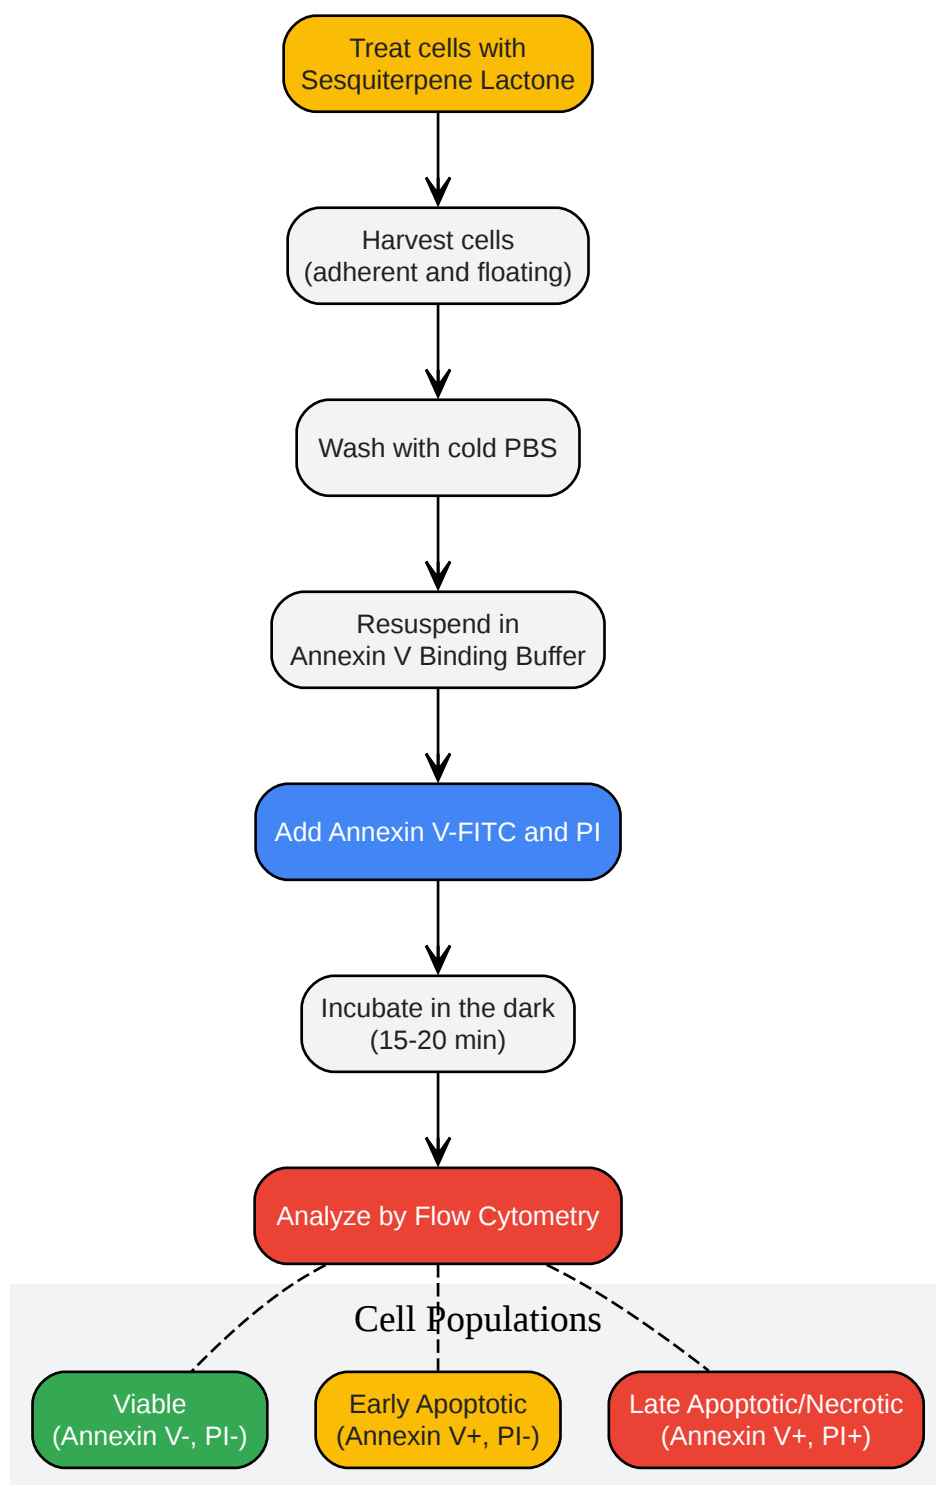 Treat cells with
Sesquiterpene Lactone
Harvest cells
(adherent and floating)
Wash with cold PBS
Resuspend in
Annexin V Binding Buffer
Add Annexin V-FITC and PI
Incubate in the dark
(15-20 min)
Analyze by Flow Cytometry
Cell Populations
Viable
(Annexin V-, PI-)
Early Apoptotic
(Annexin V+, PI-)
Late Apoptotic/Necrotic
(Annexin V+, PI+)